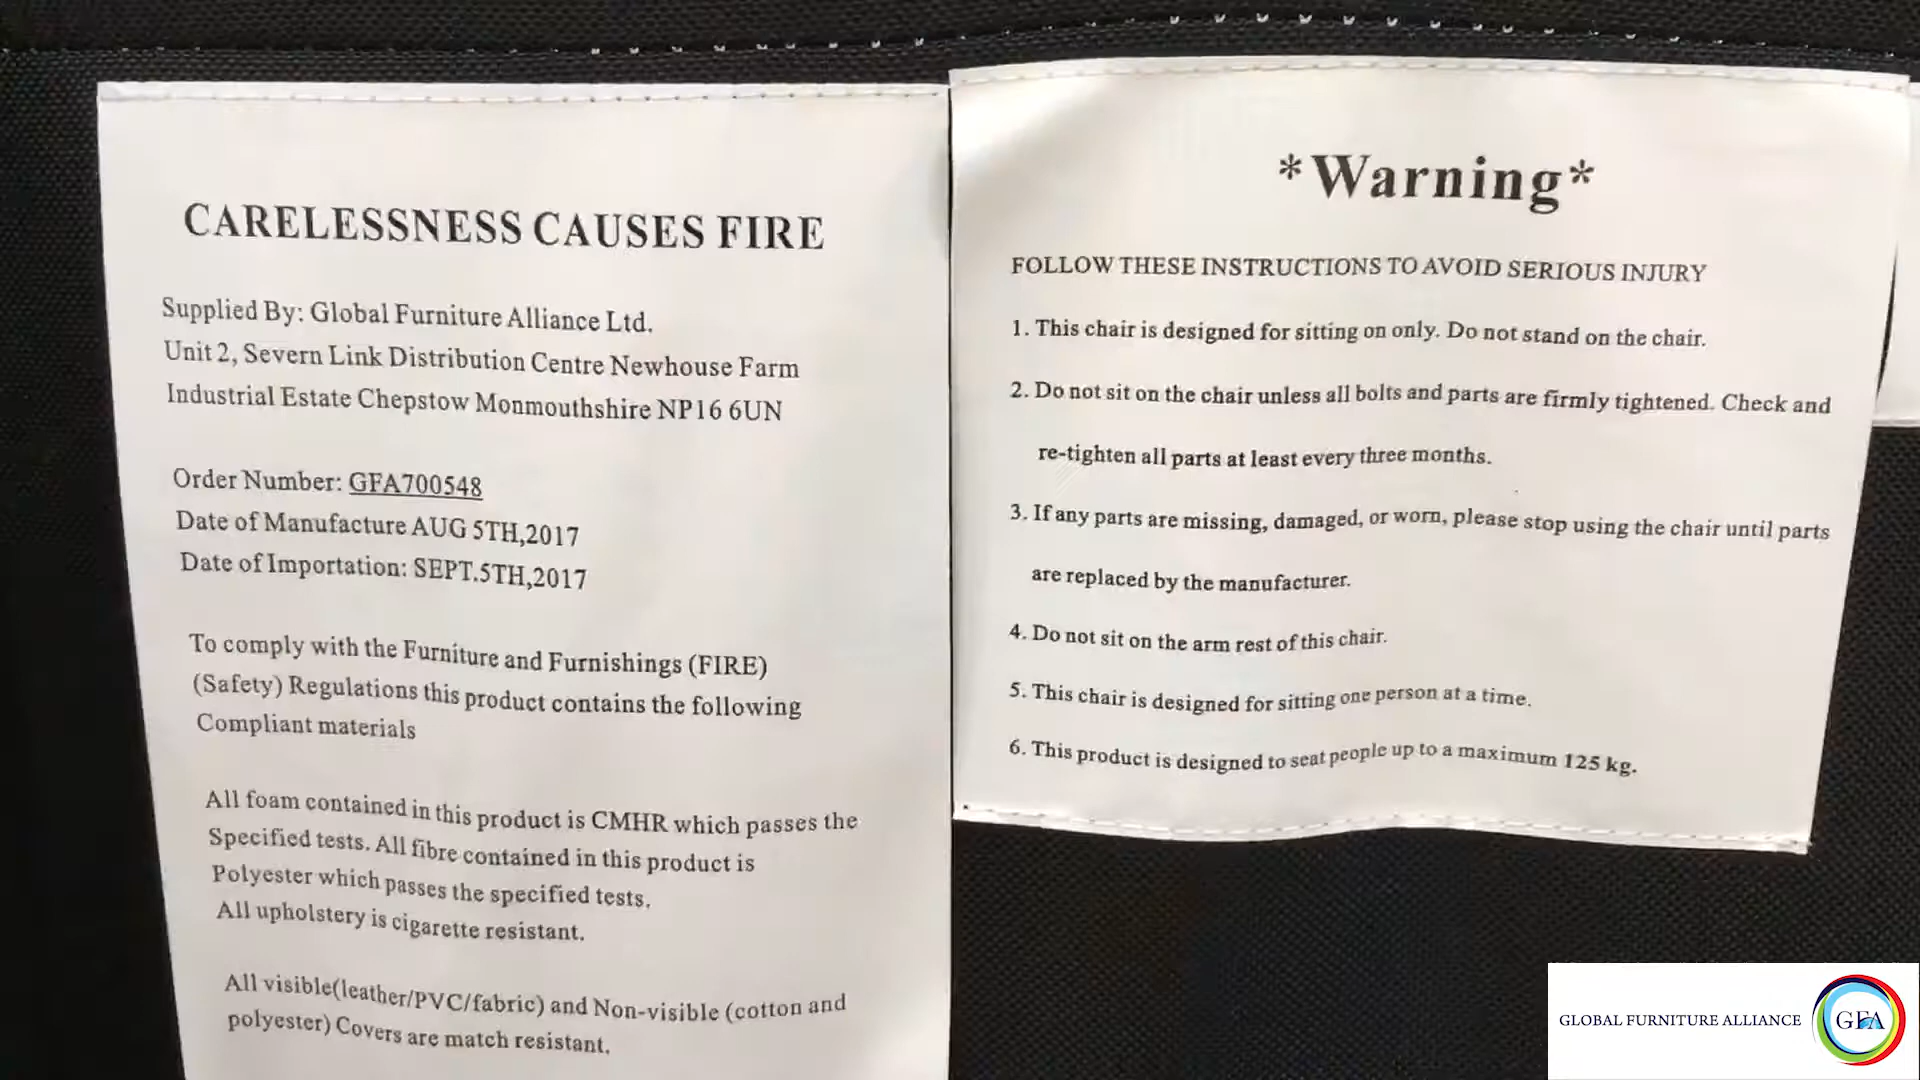 CARELESSNESS CAUSES FIRE
Supplied By: Global Furniture Alliance Ltd.
Unit 2, Severn Link Distribution Centre Newhouse Farm
Industrial Estate Chepstow Monmouthshire NP16 6UN
Order Number: GFA700548
Date of Manufacture AUG 5TH,2017
Date of Importation: SEPT.5TH,2017
To comply with the Furniture and Furnishings (FIRE)
(Safety) Regulations this product contains the following
Compliant materials
All foam contained in this product is CMHR which passes the
Specified tests. All fibre contained in this product is
Polyester which passes the specified tests.
All upholstery is cigarette resistant.
All visible(leather/PVC/fabric) and Non-visible (cotton and
polyester) Covers are match resistant.
*Warning*
FOLLOW THESE INSTRUCTIONS TO AVOID SERIOUS INJURY
1. This chair is designed for sitting on only. Do not stand on the chair.
2. Do not sit on the chair unless all bolts and parts are firmly tightened. Check and
re-tighten all parts at least every three months.
3. If any parts are missing, damaged, or worn, please stop using the chair until parts
are replaced by the manufacturer.
4. Do not sit on the arm rest of this chair.
5. This chair is designed for sitting one person at a time.
6. This product is designed to seat people up to a maximum 125 kg.
GLOBAL FURNITURE ALLIANCE GFA